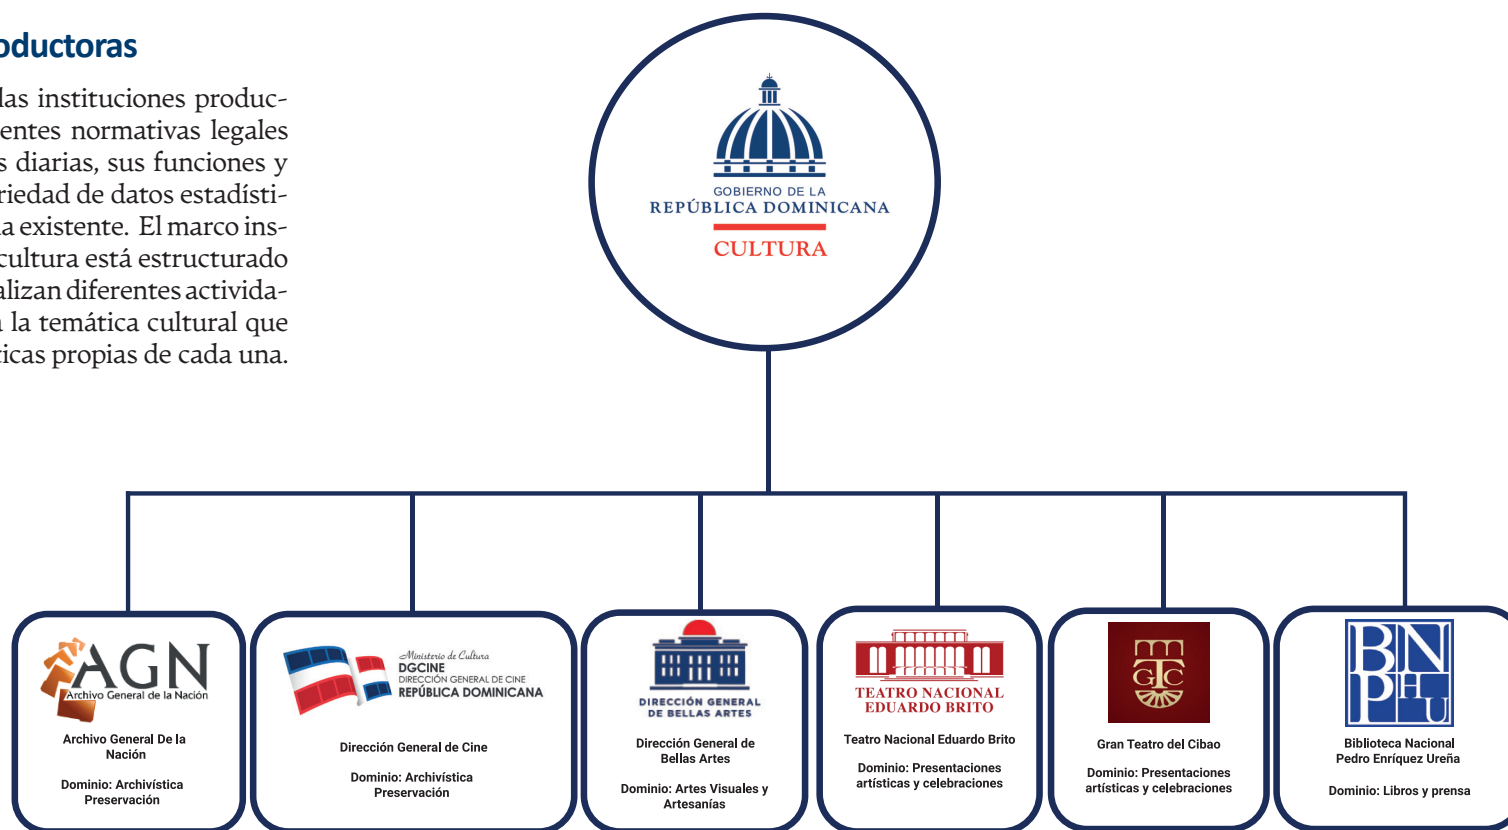 oductoras
las instituciones produc-
entes normativas legales
s diarias, sus funciones y
riedad de datos estadísti-
a existente. El marco ins-
cultura está estructurado
alizan diferentes activida-
a la temática cultural que
ticas propias de cada una.
GOBIERNO DE LA
REPÚBLICA DOMINICANA
CULTURA
AGN
Archivo General de la Nación
Archivo General De la
Nación
Dominio: Archivística
Preservación
Ministerio de Cultura
DGCINE
DIRECCIÓN GENERAL DE CINE
REPÚBLICA DOMINICANA
Dirección General de Cine
Dominio: Archivística
Preservación
DIRECCIÓN GENERAL
DE BELLAS ARTES
Dirección General de
Bellas Artes
Dominio: Artes Visuales y
Artesanías
TEATRO NACIONAL
EDUARDO BRITO
Teatro Nacional Eduardo Brito
Dominio: Presentaciones
artísticas y celebraciones
GTC
Gran Teatro del Cibao
Dominio: Presentaciones
artísticas y celebraciones
BNPHU
Biblioteca Nacional
Pedro Enríquez Ureña
Dominio: Libros y prensa